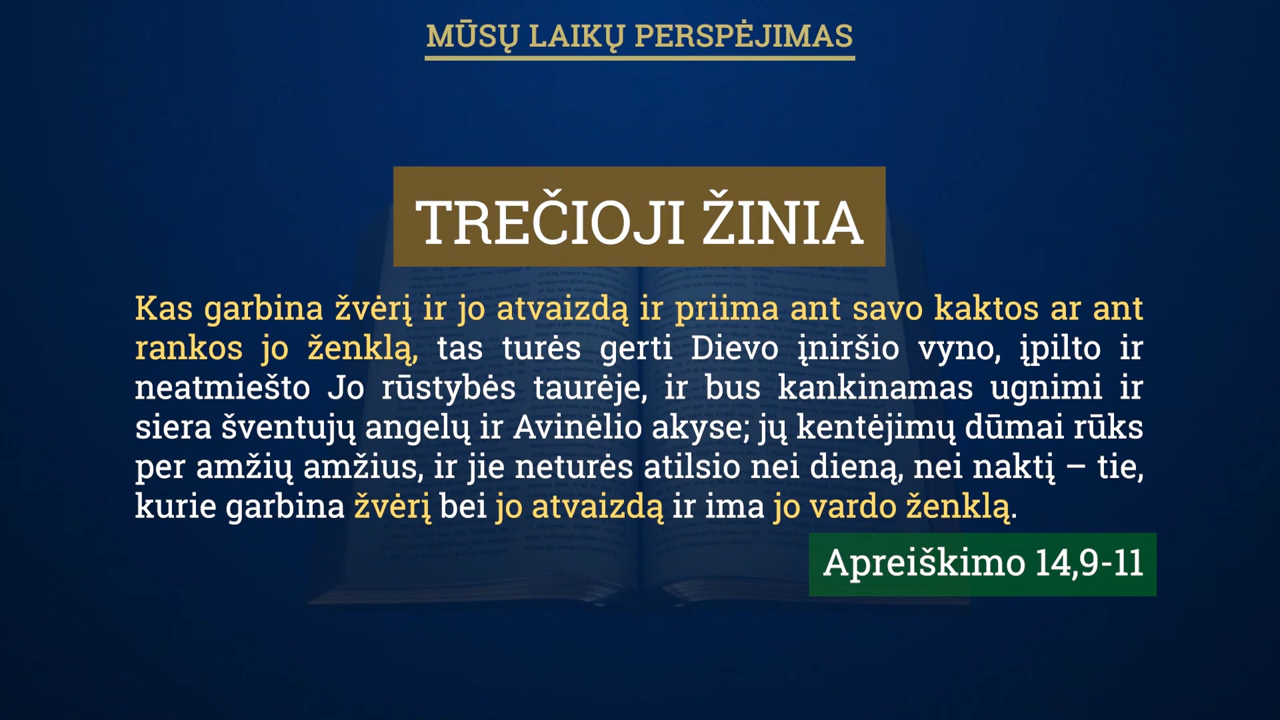 MŪSŲ LAIKŲ PERSPĖJIMAS
TREČIOJI ŽINIA
Kas garbina žvėrį ir jo atvaizdą ir priima ant savo kaktos ar ant
rankos jo ženklą, tas turės gerti Dievo įniršio vyno, įpilto ir
neatmiešto Jo rūstybės taurėje, ir bus kankinamas ugnimi ir
siera šventujų angelų ir Avinėlio akyse; jų kentėjimų dūmai rūks
per amžių amžius, ir jie neturės atilsio nei dieną, nei naktį – tie,
kurie garbina žvėrį bei jo atvaizdą ir ima jo vardo ženklą.
Apreiškimo 14,9-11